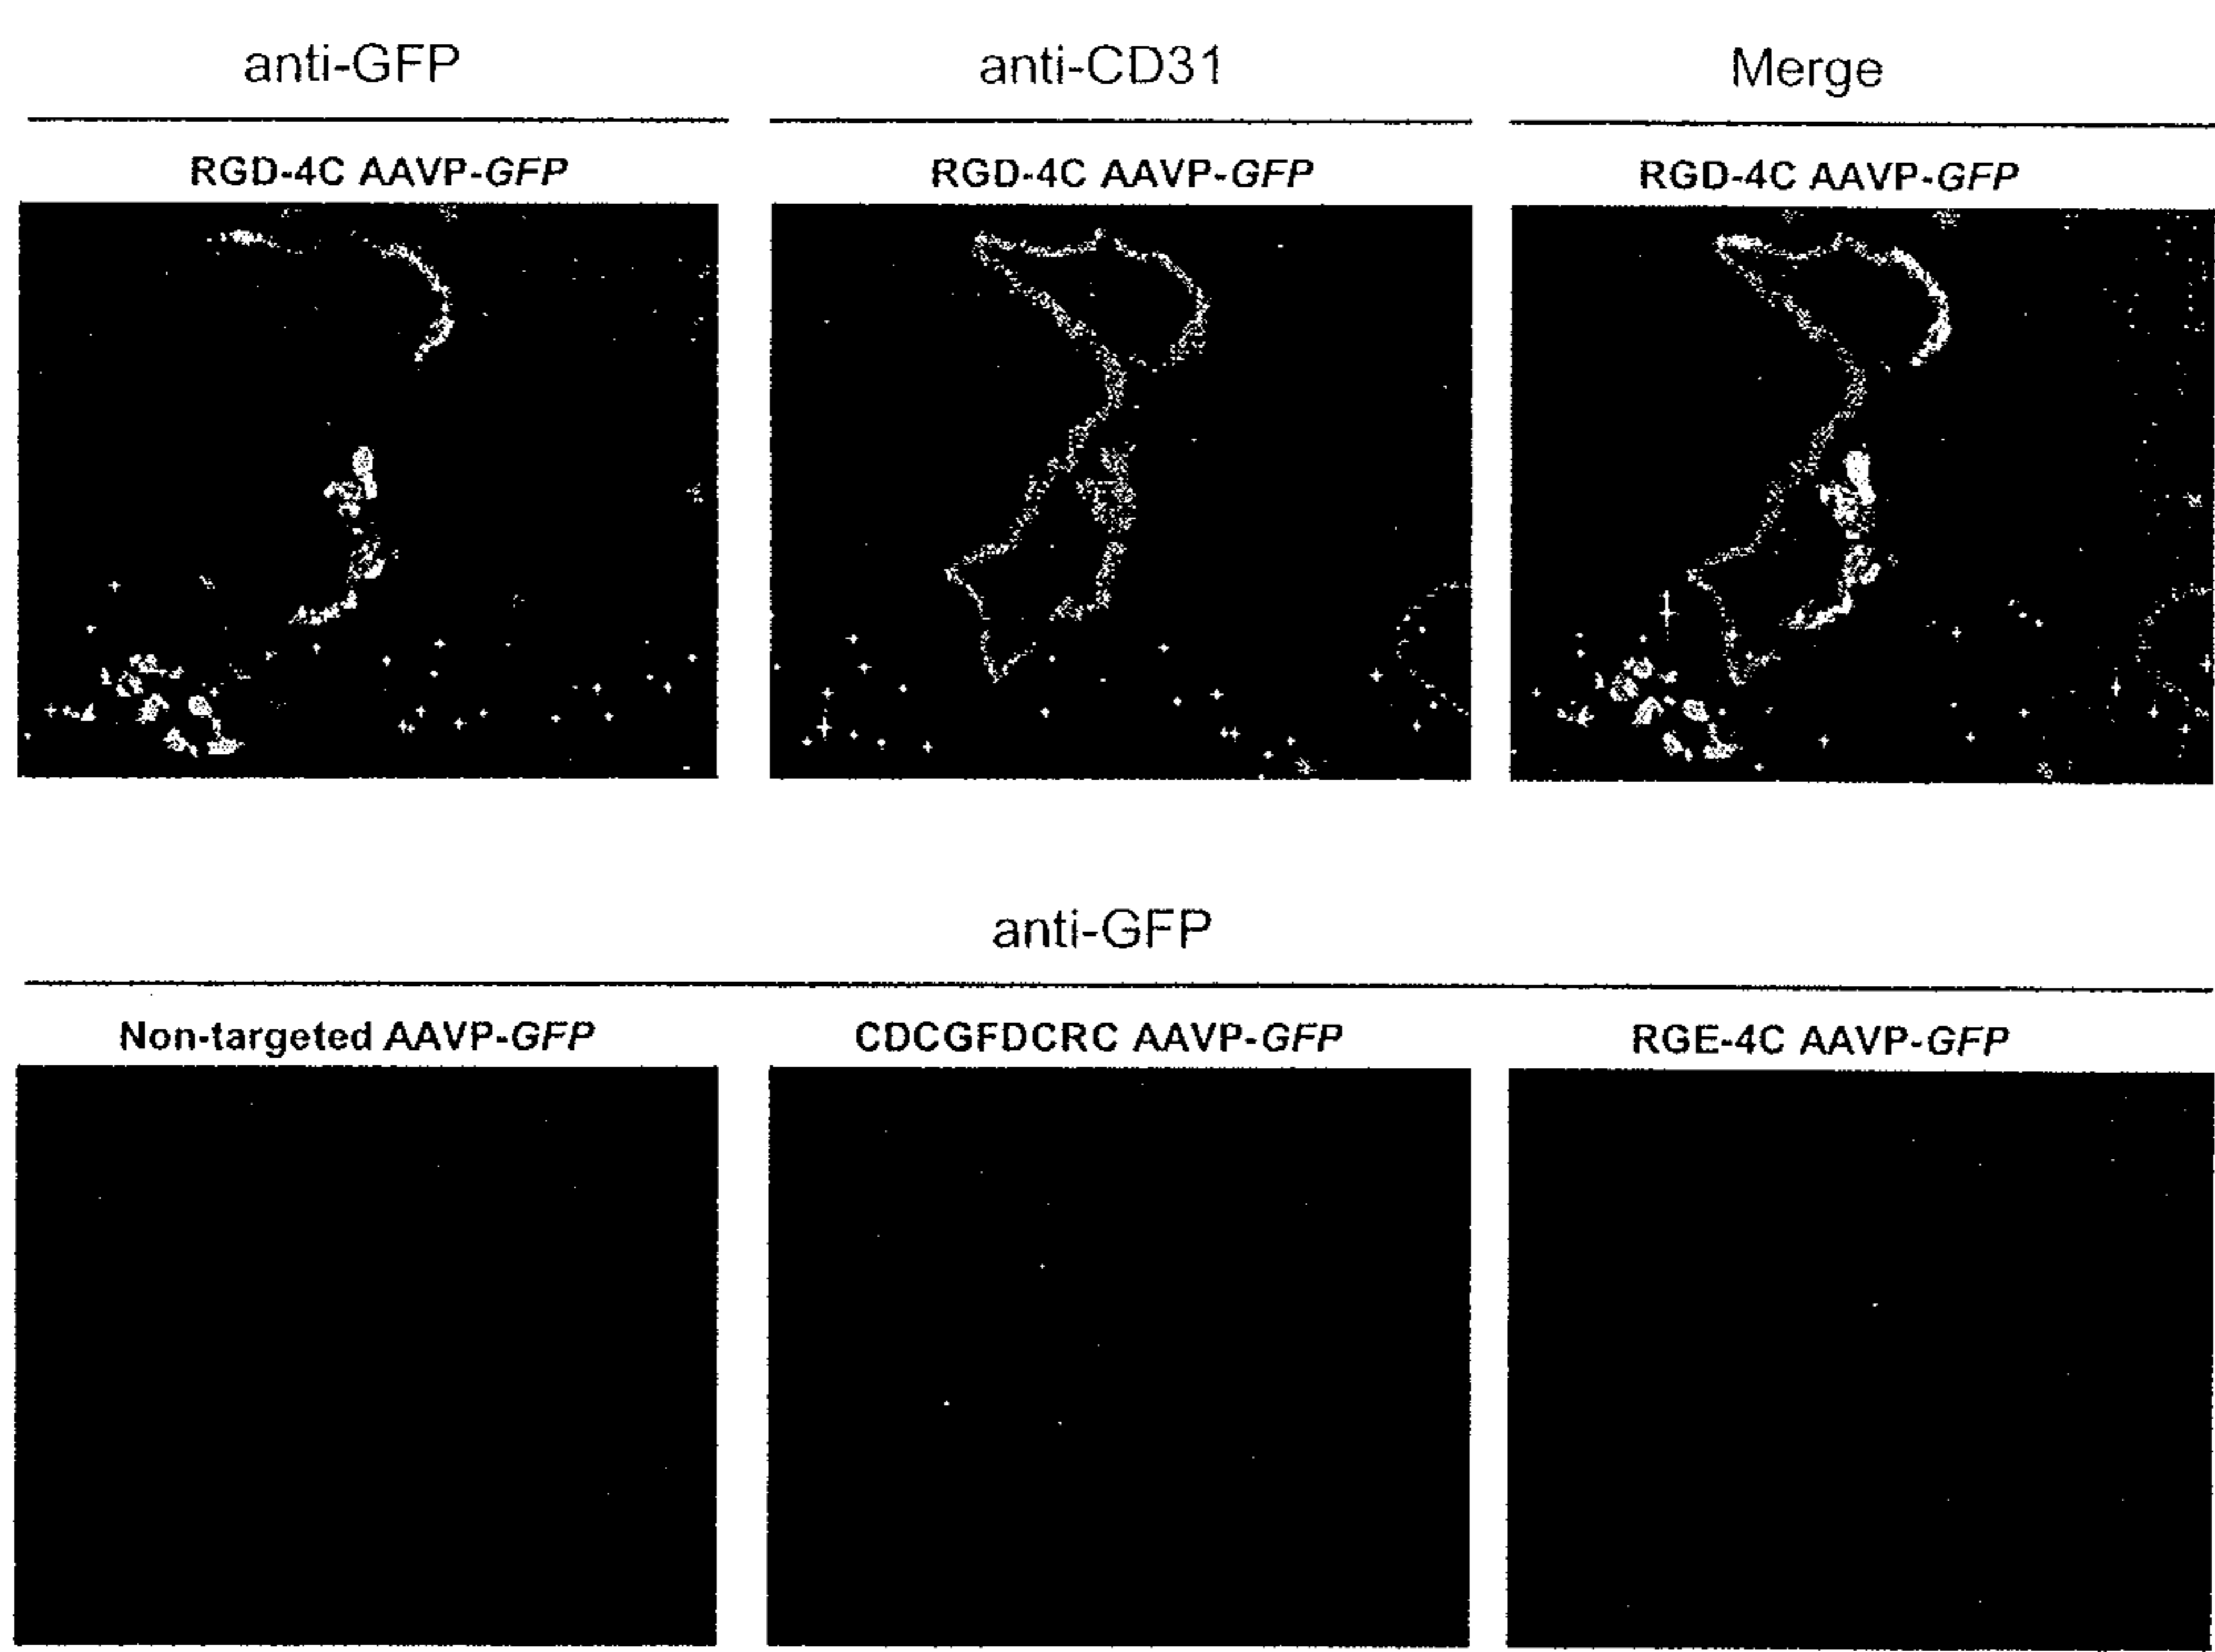 anti-GFP anti-CD31 Merge
RGD-4C AAVP-GFP RGD-4C AAVP-GFP RGD-4C AAVP-GFP
anti-GFP
Non-targeted AAVP-GFP CDCGFDCRC AAVP-GFP RGE-4C AAVP-GFP